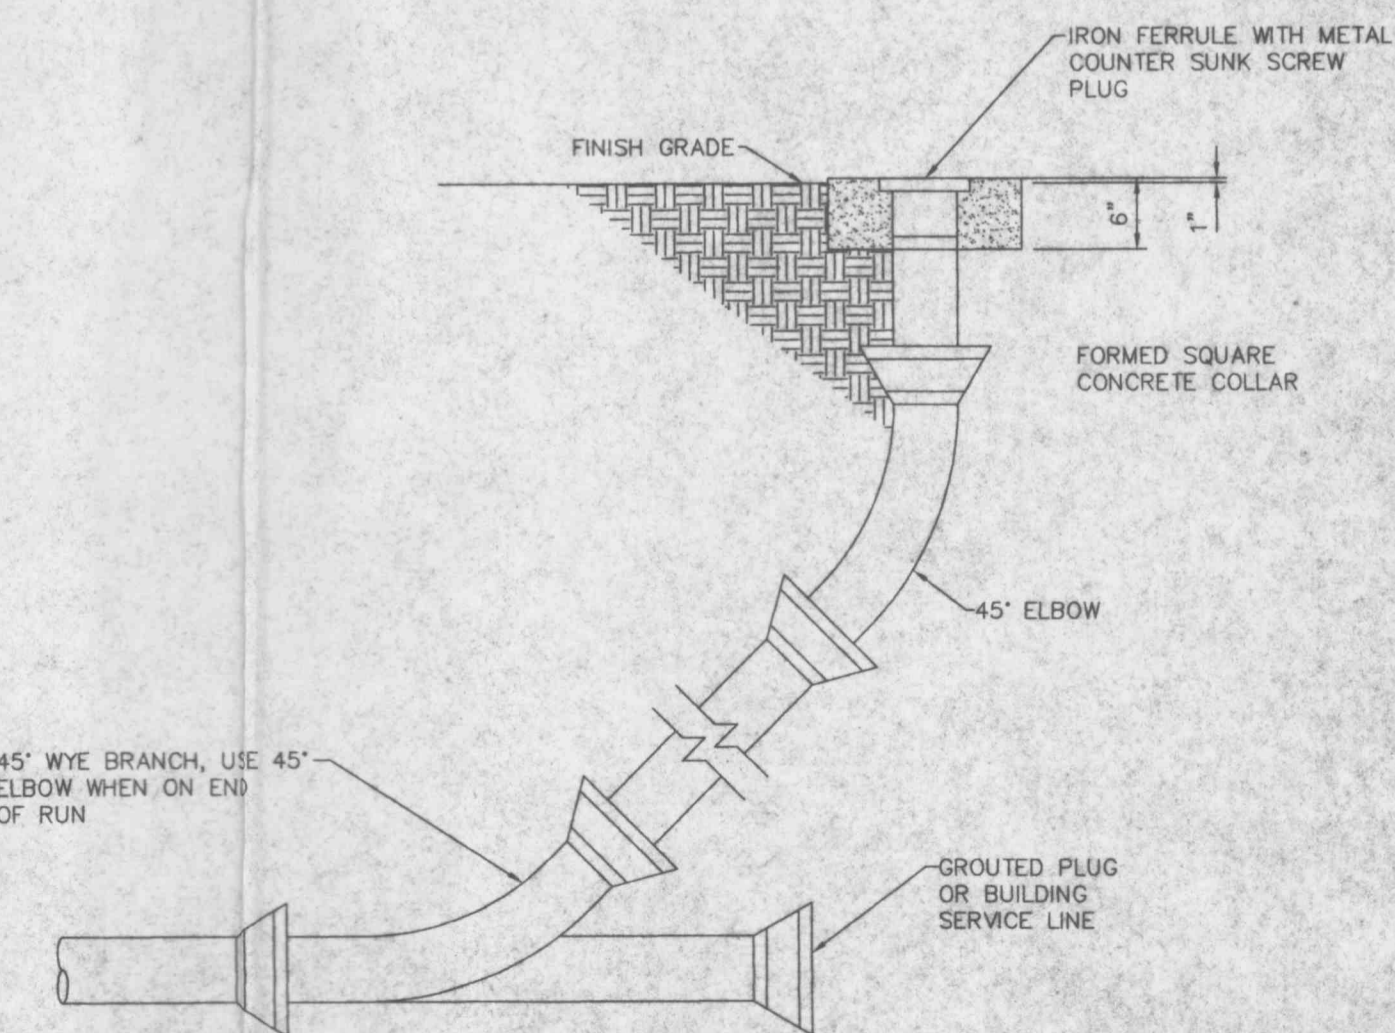 IRON FERRULE WITH METAL
COUNTER SUNK SCREW
PLUG
FINISH GRADE
6"
1"
FORMED SQUARE
CONCRETE COLLAR
45° ELBOW
45° WYE BRANCH, USE 45°
ELBOW WHEN ON END
OF RUN
GROUTED PLUG
OR BUILDING
SERVICE LINE